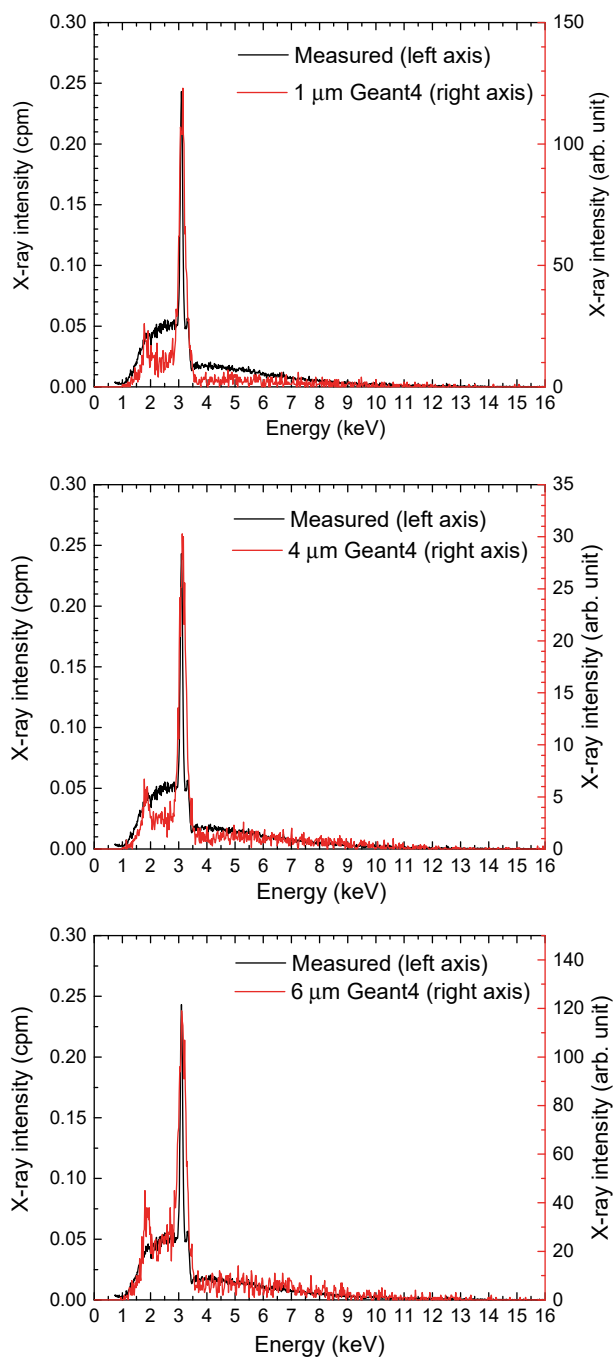 Measured (left axis)
1 μm Geant4 (right axis)
X-ray intensity (cpm)
0.30
0.25
0.20
0.15
0.10
0.05
0.00
150
100
50
0
X-ray intensity (arb. unit)
0 1 2 3 4 5 6 7 8 9 10 11 12 13 14 15 16
Energy (keV)
Measured (left axis)
4 μm Geant4 (right axis)
X-ray intensity (cpm)
0.30
0.25
0.20
0.15
0.10
0.05
0.00
35
30
25
20
15
10
5
0
X-ray intensity (arb. unit)
0 1 2 3 4 5 6 7 8 9 10 11 12 13 14 15 16
Energy (keV)
Measured (left axis)
6 μm Geant4 (right axis)
X-ray intensity (cpm)
0.30
0.25
0.20
0.15
0.10
0.05
0.00
140
120
100
80
60
40
20
0
X-ray intensity (arb. unit)
0 1 2 3 4 5 6 7 8 9 10 11 12 13 14 15 16
Energy (keV)